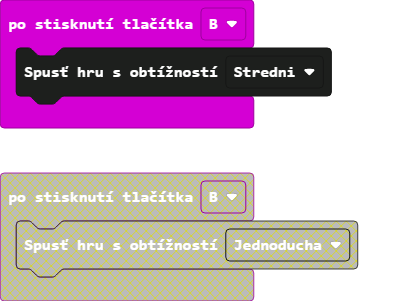 po stisknutí tlačítka B
Spusť hru s obtížností Stredni
po stisknutí tlačítka B
Spusť hru s obtížností Jednoducha